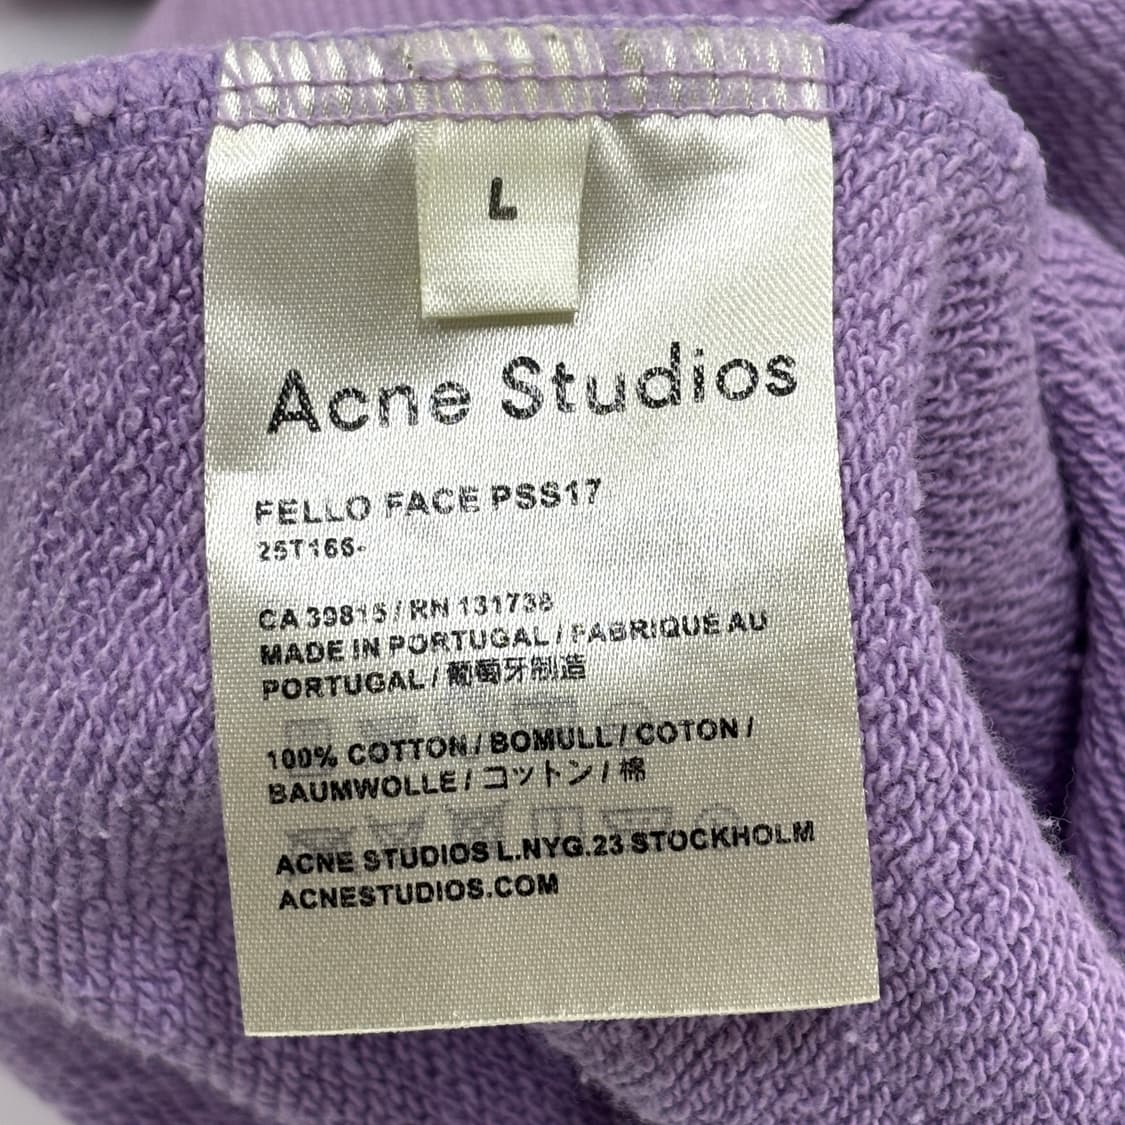 L
Acne Studios
FELLO FACE PSS17
25T166-
CA 39815 / RN 131738
MADE IN PORTUGAL / FABRIQUÉ AU
PORTUGAL / 葡萄牙制造
100% COTTON / BOMULL / COTON /
BAUMWOLLE / コットン / 棉
ACNE STUDIOS L.NYG.23 STOCKHOLM
ACNESTUDIOS.COM